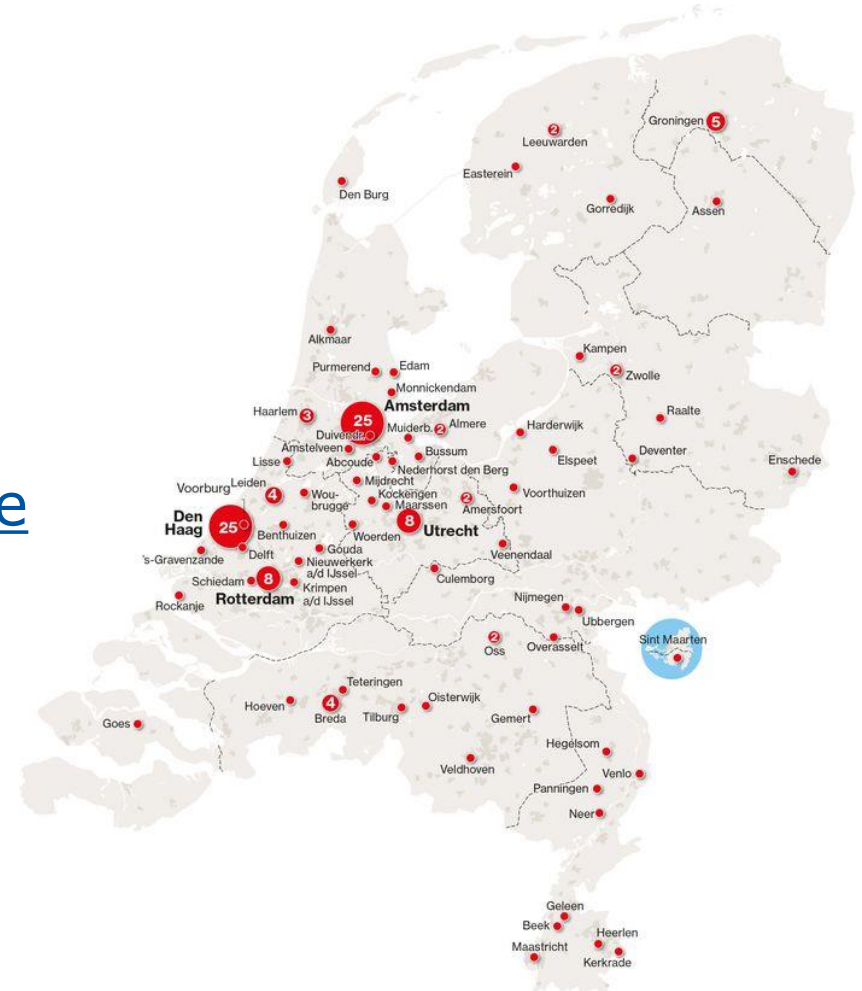 Groningen 5
2
Leeuwarden
Easterein
Den Burg
Gorredijk
Assen
Alkmaar
Kampen
2 Zwolle
Purmerend
Edam
Monnickendam
Amsterdam
25
Haarlem 3
Duivendr.
Muiderb.
2 Almere
Harderwijk
Raalte
Amstelveen
Bussum
Elspeet
Deventer
Enschede
Lisse
Abcoude
Nederhorst den Berg
Mijdrecht
Voorburg
Leiden
4
Wou-
brugge
Kockengen
Maarssen
2
Amersfoort
Voorthuizen
e
Den
Haag
25
Benthuizen
Woerden
8
Utrecht
Veenendaal
's-Gravenzande
Delft
Gouda
Nieuwerkerk
a/d IJssel
Culemborg
Schiedam
8
Krimpen
a/d IJssel
Rockanje
Rotterdam
Nijmegen
Ubbergen
2
Oss
Overasselt
Sint Maarten
Teteringen
Hoeven
4
Breda
Tilburg
Oisterwijk
Gemert
Goes
Hegelsom
Veldhoven
Venlo
Panningen
Neer
Geleen
Beek
Heerlen
Maastricht
Kerkrade